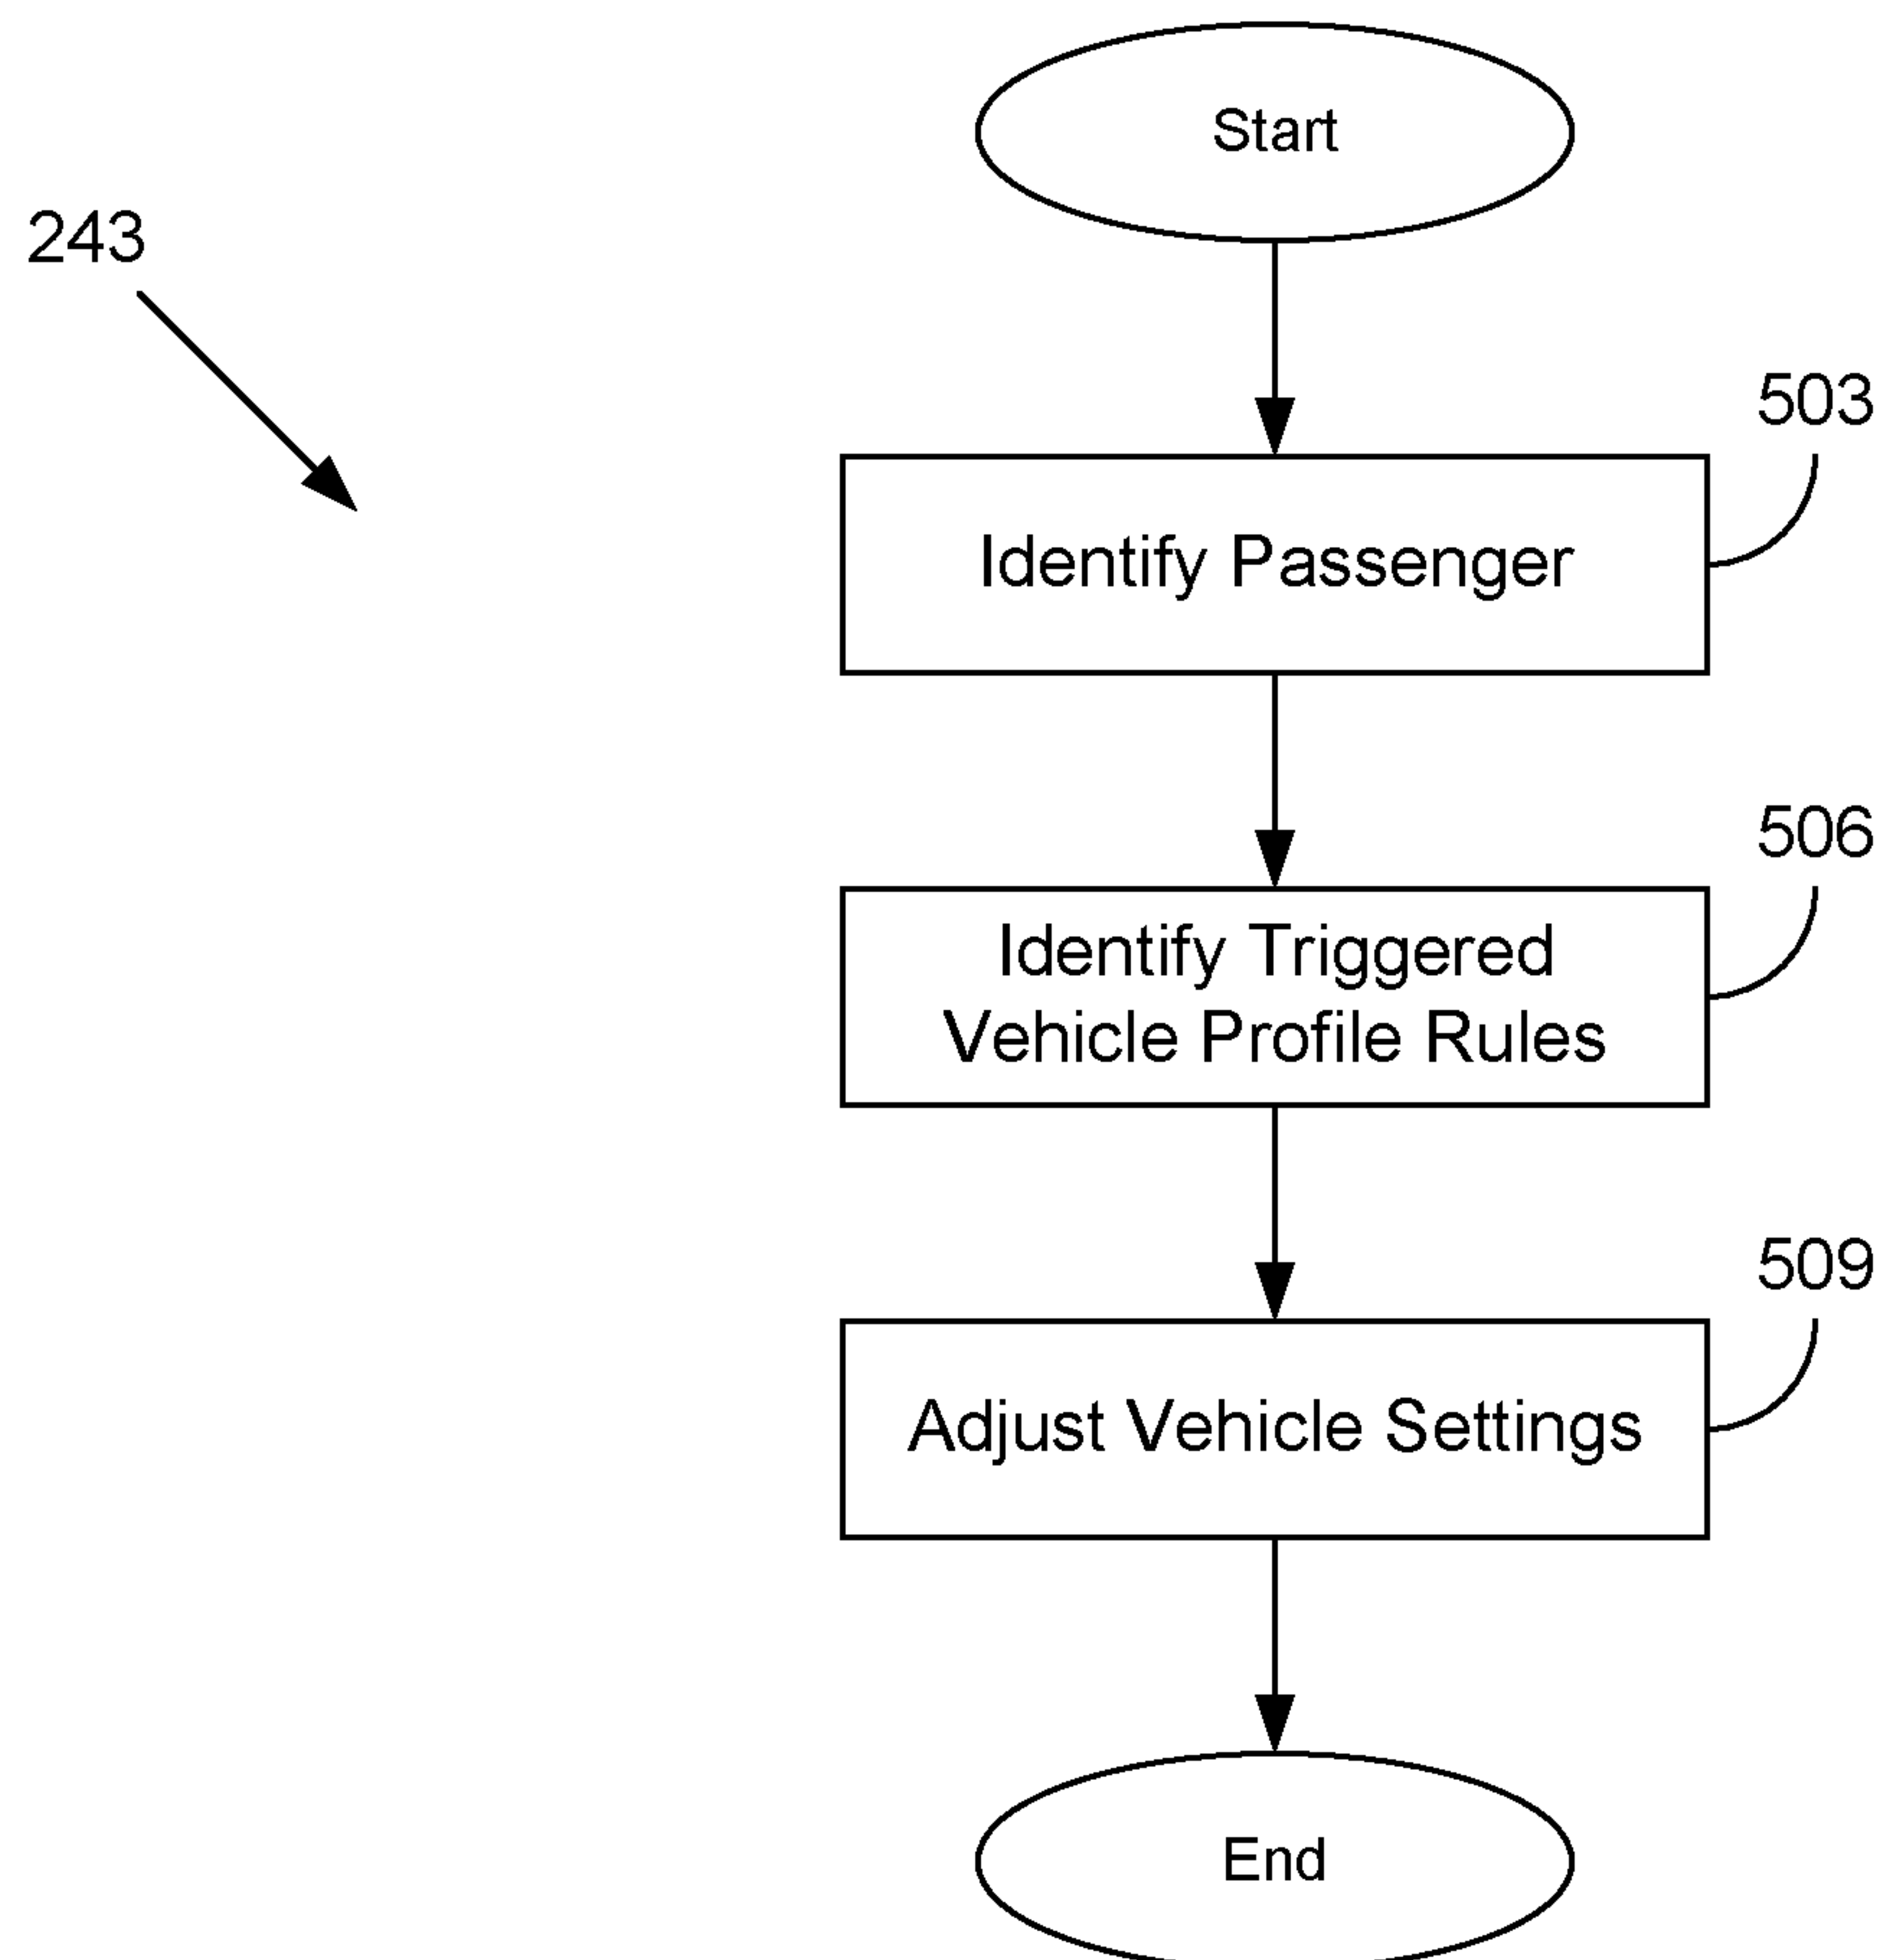 Start
243
503
Identify Passenger
506
Identify Triggered
Vehicle Profile Rules
509
Adjust Vehicle Settings
End